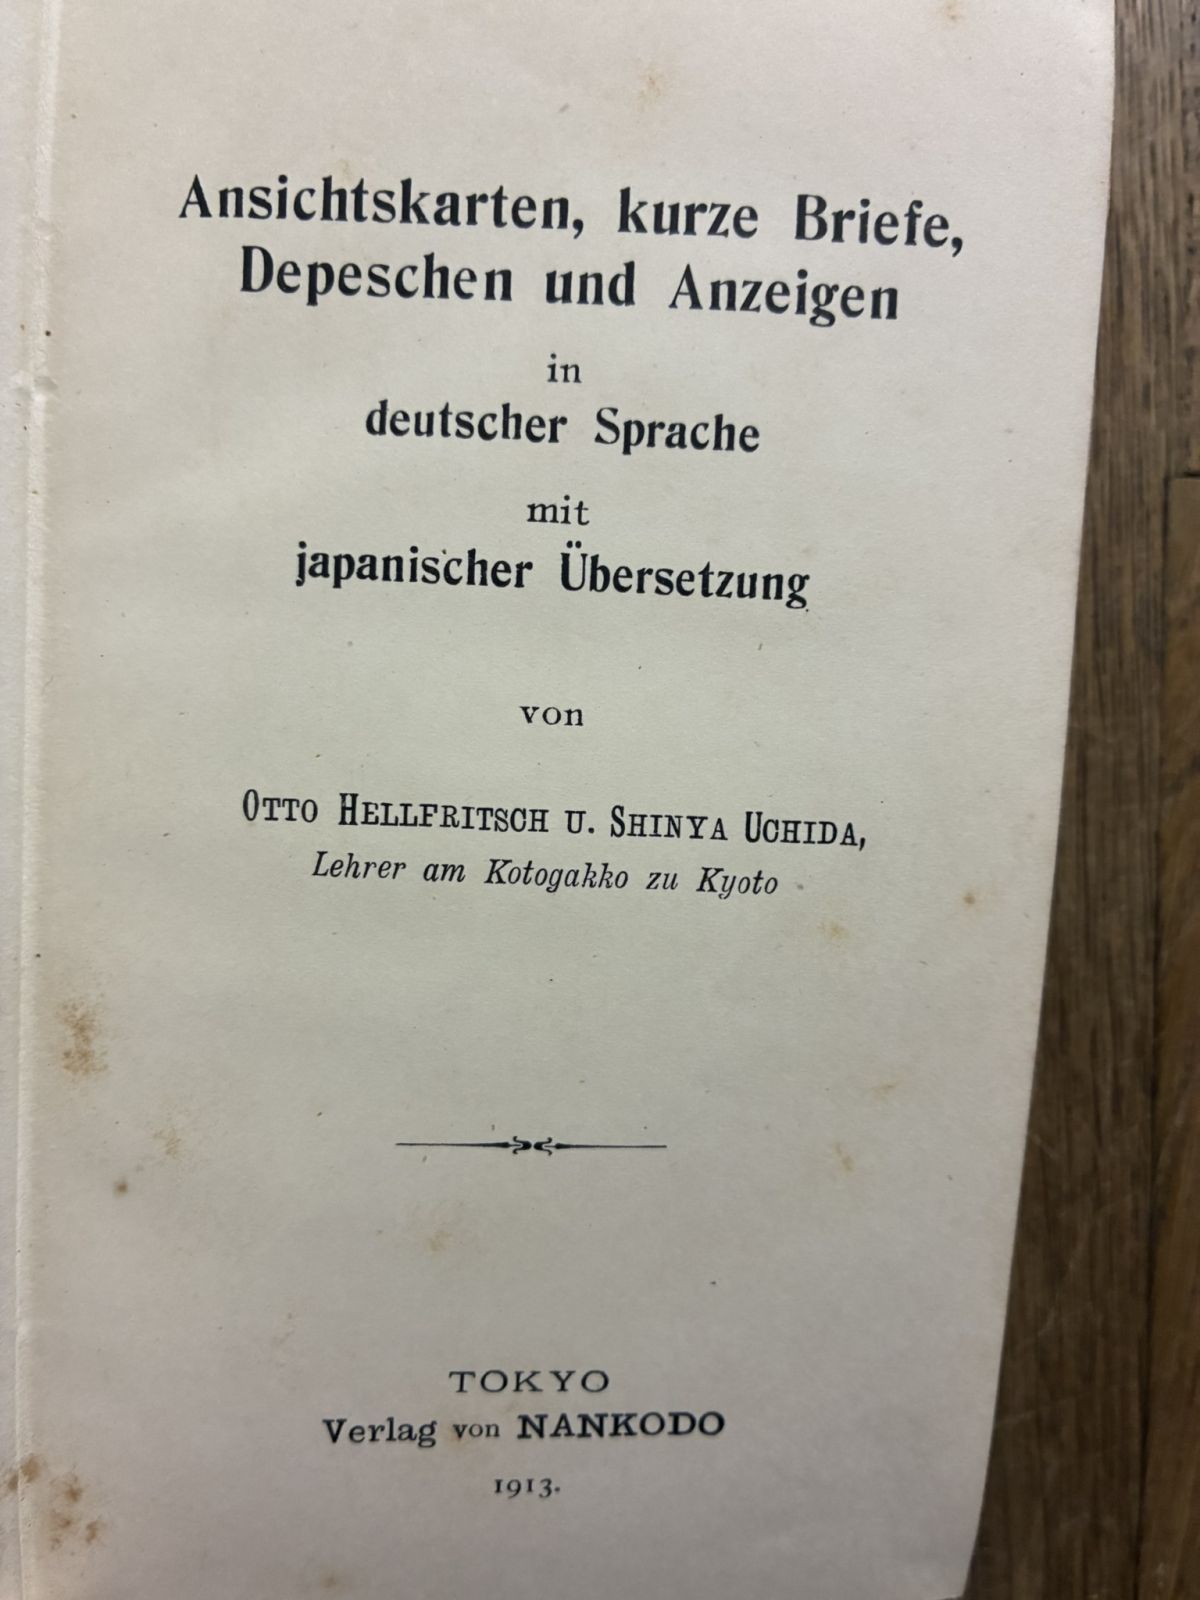 Ansichtskarten, kurze Briefe,
Depeschen und Anzeigen
in
deutscher Sprache
mit
japanischer Übersetzung
von
OTTO HELLFRITSCH U. SHINYA UCHIDA,
Lehrer am Kotogakko zu Kyoto
TOKYO
Verlag von NANKODO
1913.